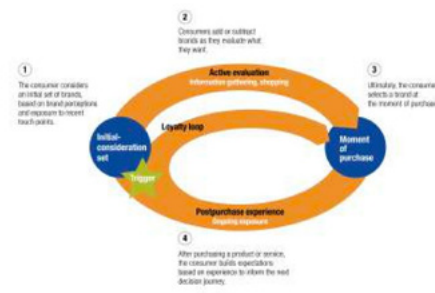 2
Consumers add or subtract
brands as they evaluate what
they want.
1
The consumer considers
an initial set of brands,
based on brand perceptions
and exposure to recent
touch points.
3
Ultimately, the consumer
selects a brand at
the moment of purchase
Active evaluation
Information gathering, shopping
Loyalty loop
Initial-
consideration
set
Trigger
Moment
of
purchase
Postpurchase experience
Ongoing exposure
4
After purchasing a product or service,
the consumer builds expectations
based on experience to inform the next
decision journey.